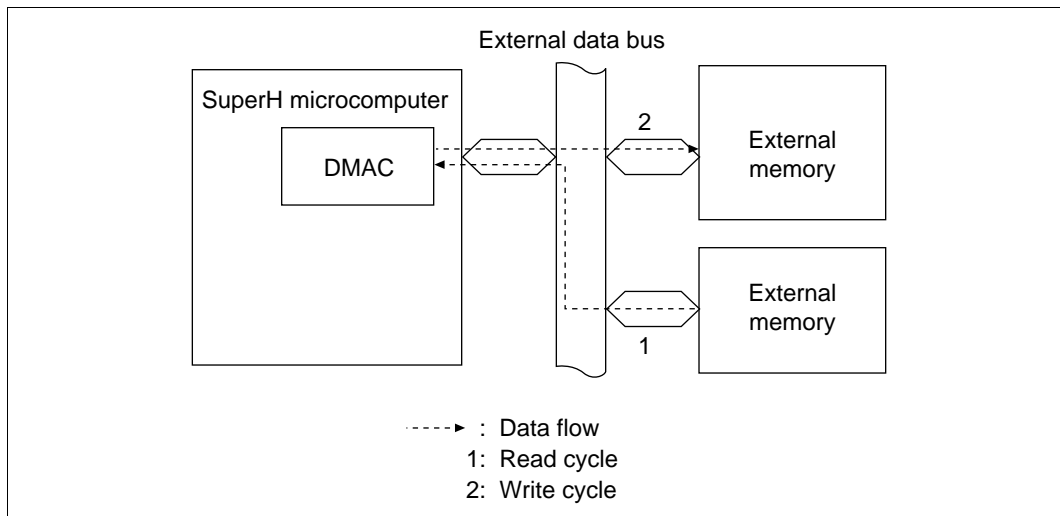 External data bus
SuperH microcomputer
DMAC
2
External
memory
External
memory
1
: Data flow
1: Read cycle
2: Write cycle